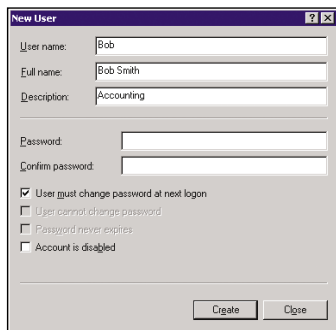 New User
User name: Bob
Full name: Bob Smith
Description: Accounting
Password:
Confirm password:
User must change password at next logon
User cannot change password
Password never expires
Account is disabled
Create Close